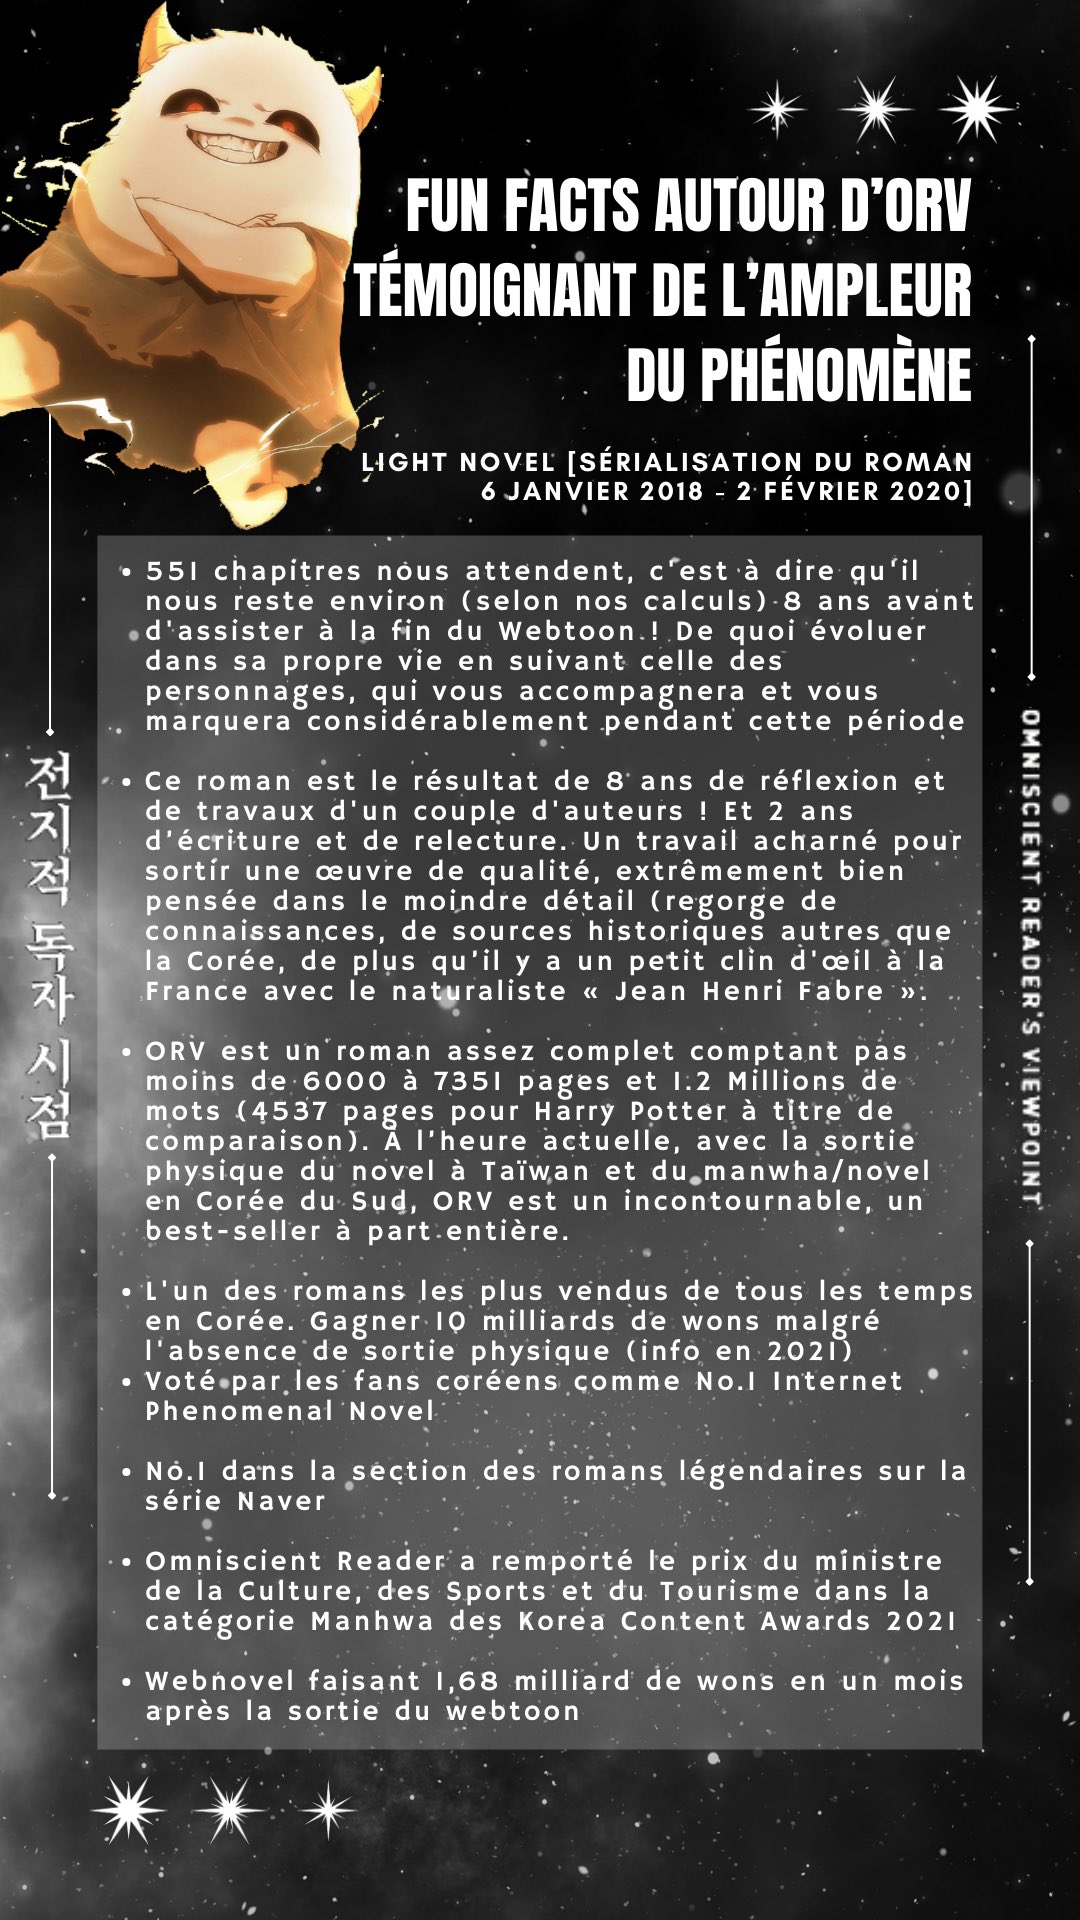 FUN FACTS AUTOUR D’ORV
TÉMOIGNANT DE L’AMPLEUR
DU PHÉNOMÈNE
LIGHT NOVEL [SÉRIALISATION DU ROMAN
6 JANVIER 2018 - 2 FÉVRIER 2020]
• 551 chapitres nous attendent, c’est à dire qu’il
nous reste environ (selon nos calculs) 8 ans avant
d'assister à la fin du Webtoon ! De quoi évoluer
dans sa propre vie en suivant celle des
personnages, qui vous accompagnera et vous
marquera considérablement pendant cette période
• Ce roman est le résultat de 8 ans de réflexion et
de travaux d'un couple d'auteurs ! Et 2 ans
d’écriture et de relecture. Un travail acharné pour
sortir une œuvre de qualité, extrêmement bien
pensée dans le moindre détail (regorge de
connaissances, de sources historiques autres que
la Corée, de plus qu’il y a un petit clin d'œil à la
France avec le naturaliste « Jean Henri Fabre ».
• ORV est un roman assez complet comptant pas
moins de 6000 à 7351 pages et 1.2 Millions de
mots (4537 pages pour Harry Potter à titre de
comparaison). À l’heure actuelle, avec la sortie
physique du novel à Taïwan et du manwha/novel
en Corée du Sud, ORV est un incontournable, un
best-seller à part entière.
• L'un des romans les plus vendus de tous les temps
en Corée. Gagner 10 milliards de wons malgré
l'absence de sortie physique (info en 2021)
• Voté par les fans coréens comme No.1 Internet
Phenomenal Novel
• No.1 dans la section des romans légendaires sur la
série Naver
• Omniscient Reader a remporté le prix du ministre
de la Culture, des Sports et du Tourisme dans la
catégorie Manhwa des Korea Content Awards 2021
• Webnovel faisant 1,68 milliard de wons en un mois
après la sortie du webtoon
전지적 독자 시점
OMNISCIENT READER'S VIEWPOINT